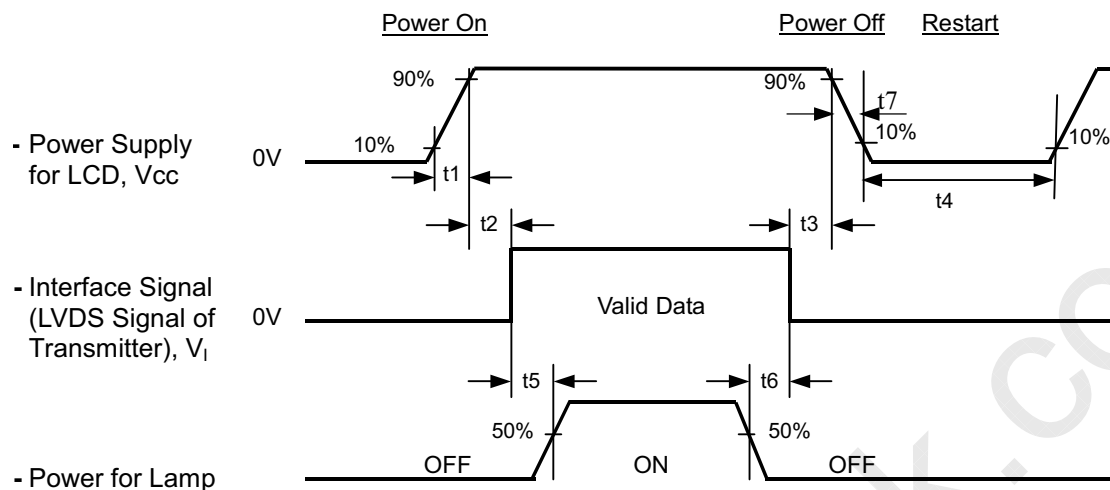 Power On
Power Off
Restart
90%
90%
t7
- Power Supply
for LCD, Vcc
0V
10%
10%
10%
t1
t4
t2
t3
- Interface Signal
(LVDS Signal of
Transmitter), VI
0V
Valid Data
t5
t6
50%
50%
- Power for Lamp
OFF
ON
OFF